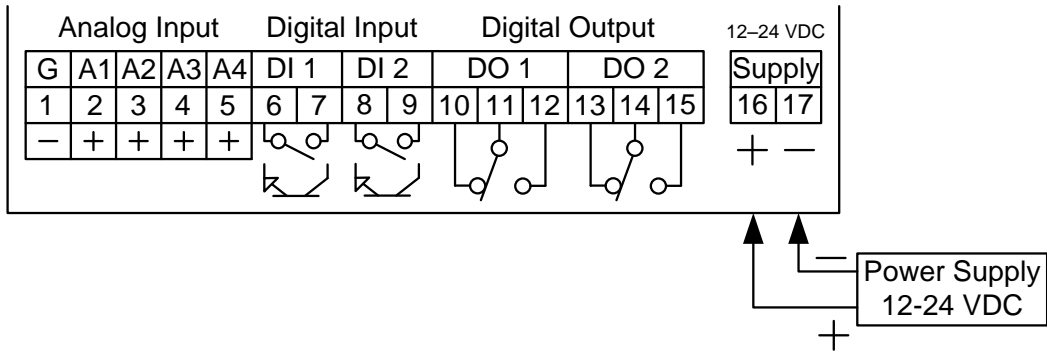 Analog Input Digital Input Digital Output 12–24 VDC
G A1 A2 A3 A4 DI 1 DI 2 DO 1 DO 2 Supply
1 2 3 4 5 6 7 8 9 10 11 12 13 14 15 16 17
− + + + +
+ −
−
Power Supply
12-24 VDC
+